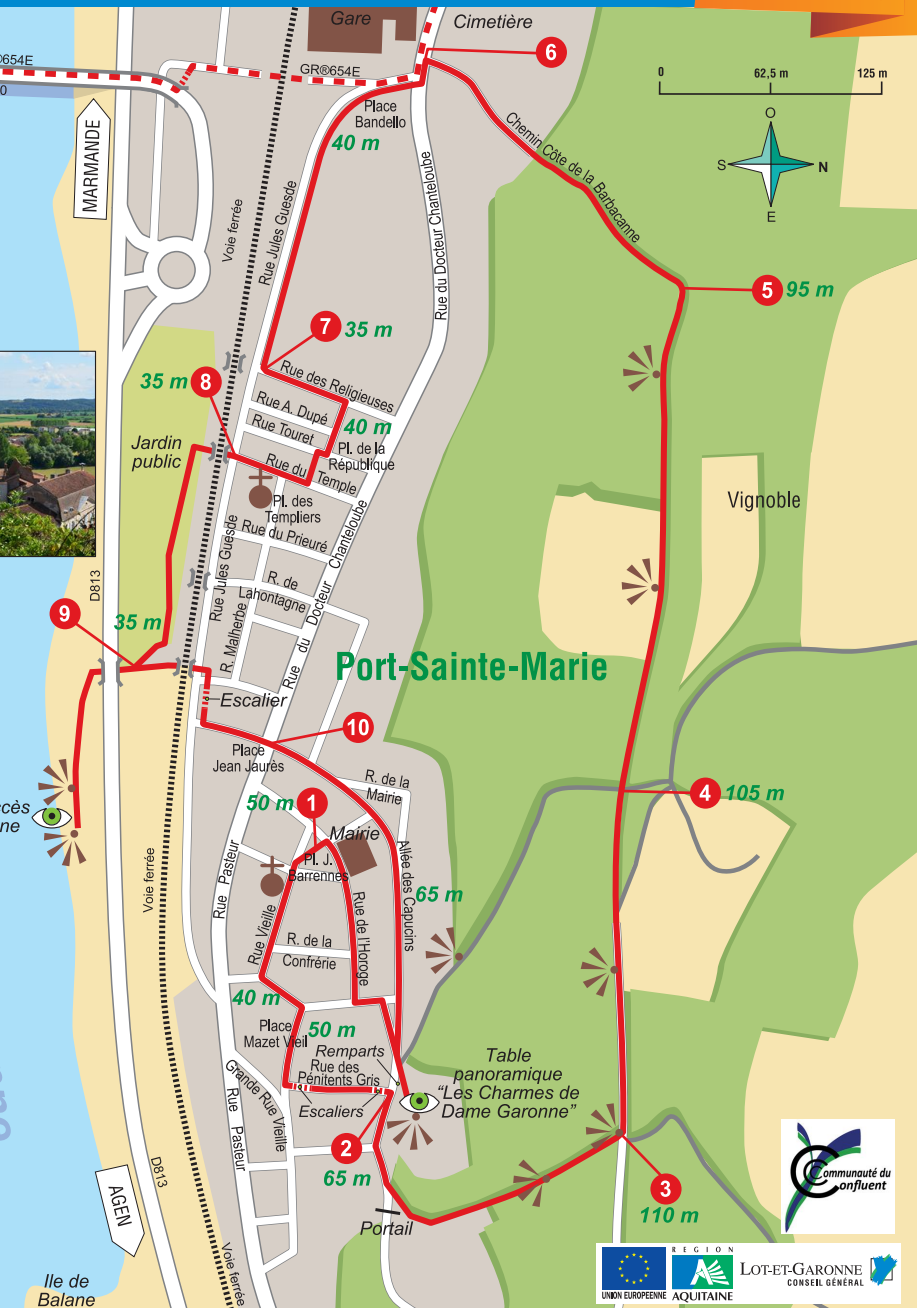 Gare
Cimetière
6
654E
GR®654E
0
62,5 m
125 m
O
S
N
E
MARMANDE
Place
Bandello
40 m
Chemin Côte de la Barbacanne
Voie ferrée
Rue Jules Guesde
Rue du Docteur Chanteloube
5
95 m
7
35 m
8
35 m
Rue des Religieuses
Rue A. Dupé
Rue Touret
40 m
Pl. de la
République
Rue du Temple
Jardin
public
Pl. des
Templiers
Rue du Prieuré
Vignoble
D813
Rue Jules Guesde
R. de
Lahontagne
R. Malherbe
Rue du Docteur Chanteloube
9
35 m
Port-Sainte-Marie
Escalier
10
Place
Jean Jaurès
R. de la
Mairie
4
105 m
50 m
1
Mairie
Pl. J.
Barrennes
Allée des Capucins
65 m
Rue Pasteur
Rue Vieille
Rue de l'Horoge
R. de la
Confrérie
Voie ferrée
40 m
Place
Mazet Vieil
50 m
Remparts
Rue des
Pénitents Gris
Escaliers
Table
panoramique
“Les Charmes de
Dame Garonne”
Grande Rue Vieille
Rue Pasteur
2
65 m
D813
AGEN
Portail
3
110 m
Voie ferrée
Ile de
Balane
Communauté du
Confluent
UNION EUROPEENNE
REGION
AQUITAINE
LOT-ET-GARONNE
CONSEIL GÉNÉRAL